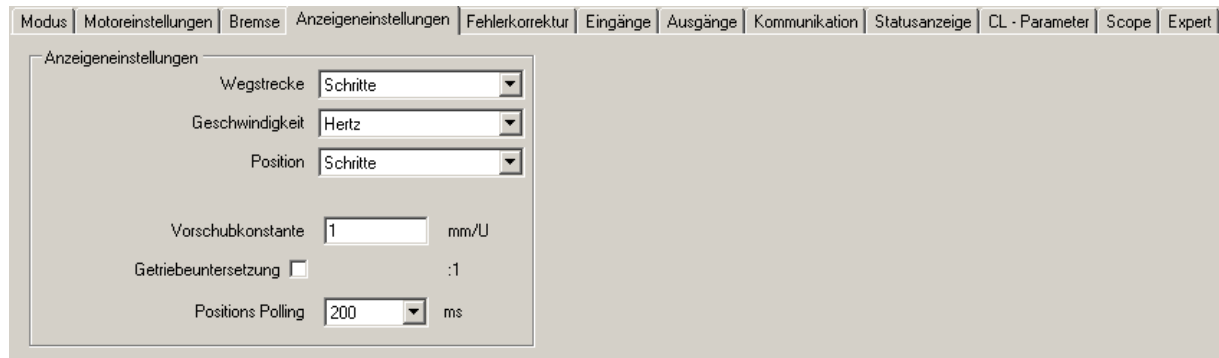 Modus Motoreinstellungen Bremse Anzeigeneinstellungen Fehlerkorrektur Eingänge Ausgänge Kommunikation Statusanzeige CL - Parameter Scope Expert
Anzeigeneinstellungen
Wegstrecke Schritte
Geschwindigkeit Hertz
Position Schritte
Vorschubkonstante 1 mm/U
Getriebeuntersetzung :1
Positions Polling 200 ms